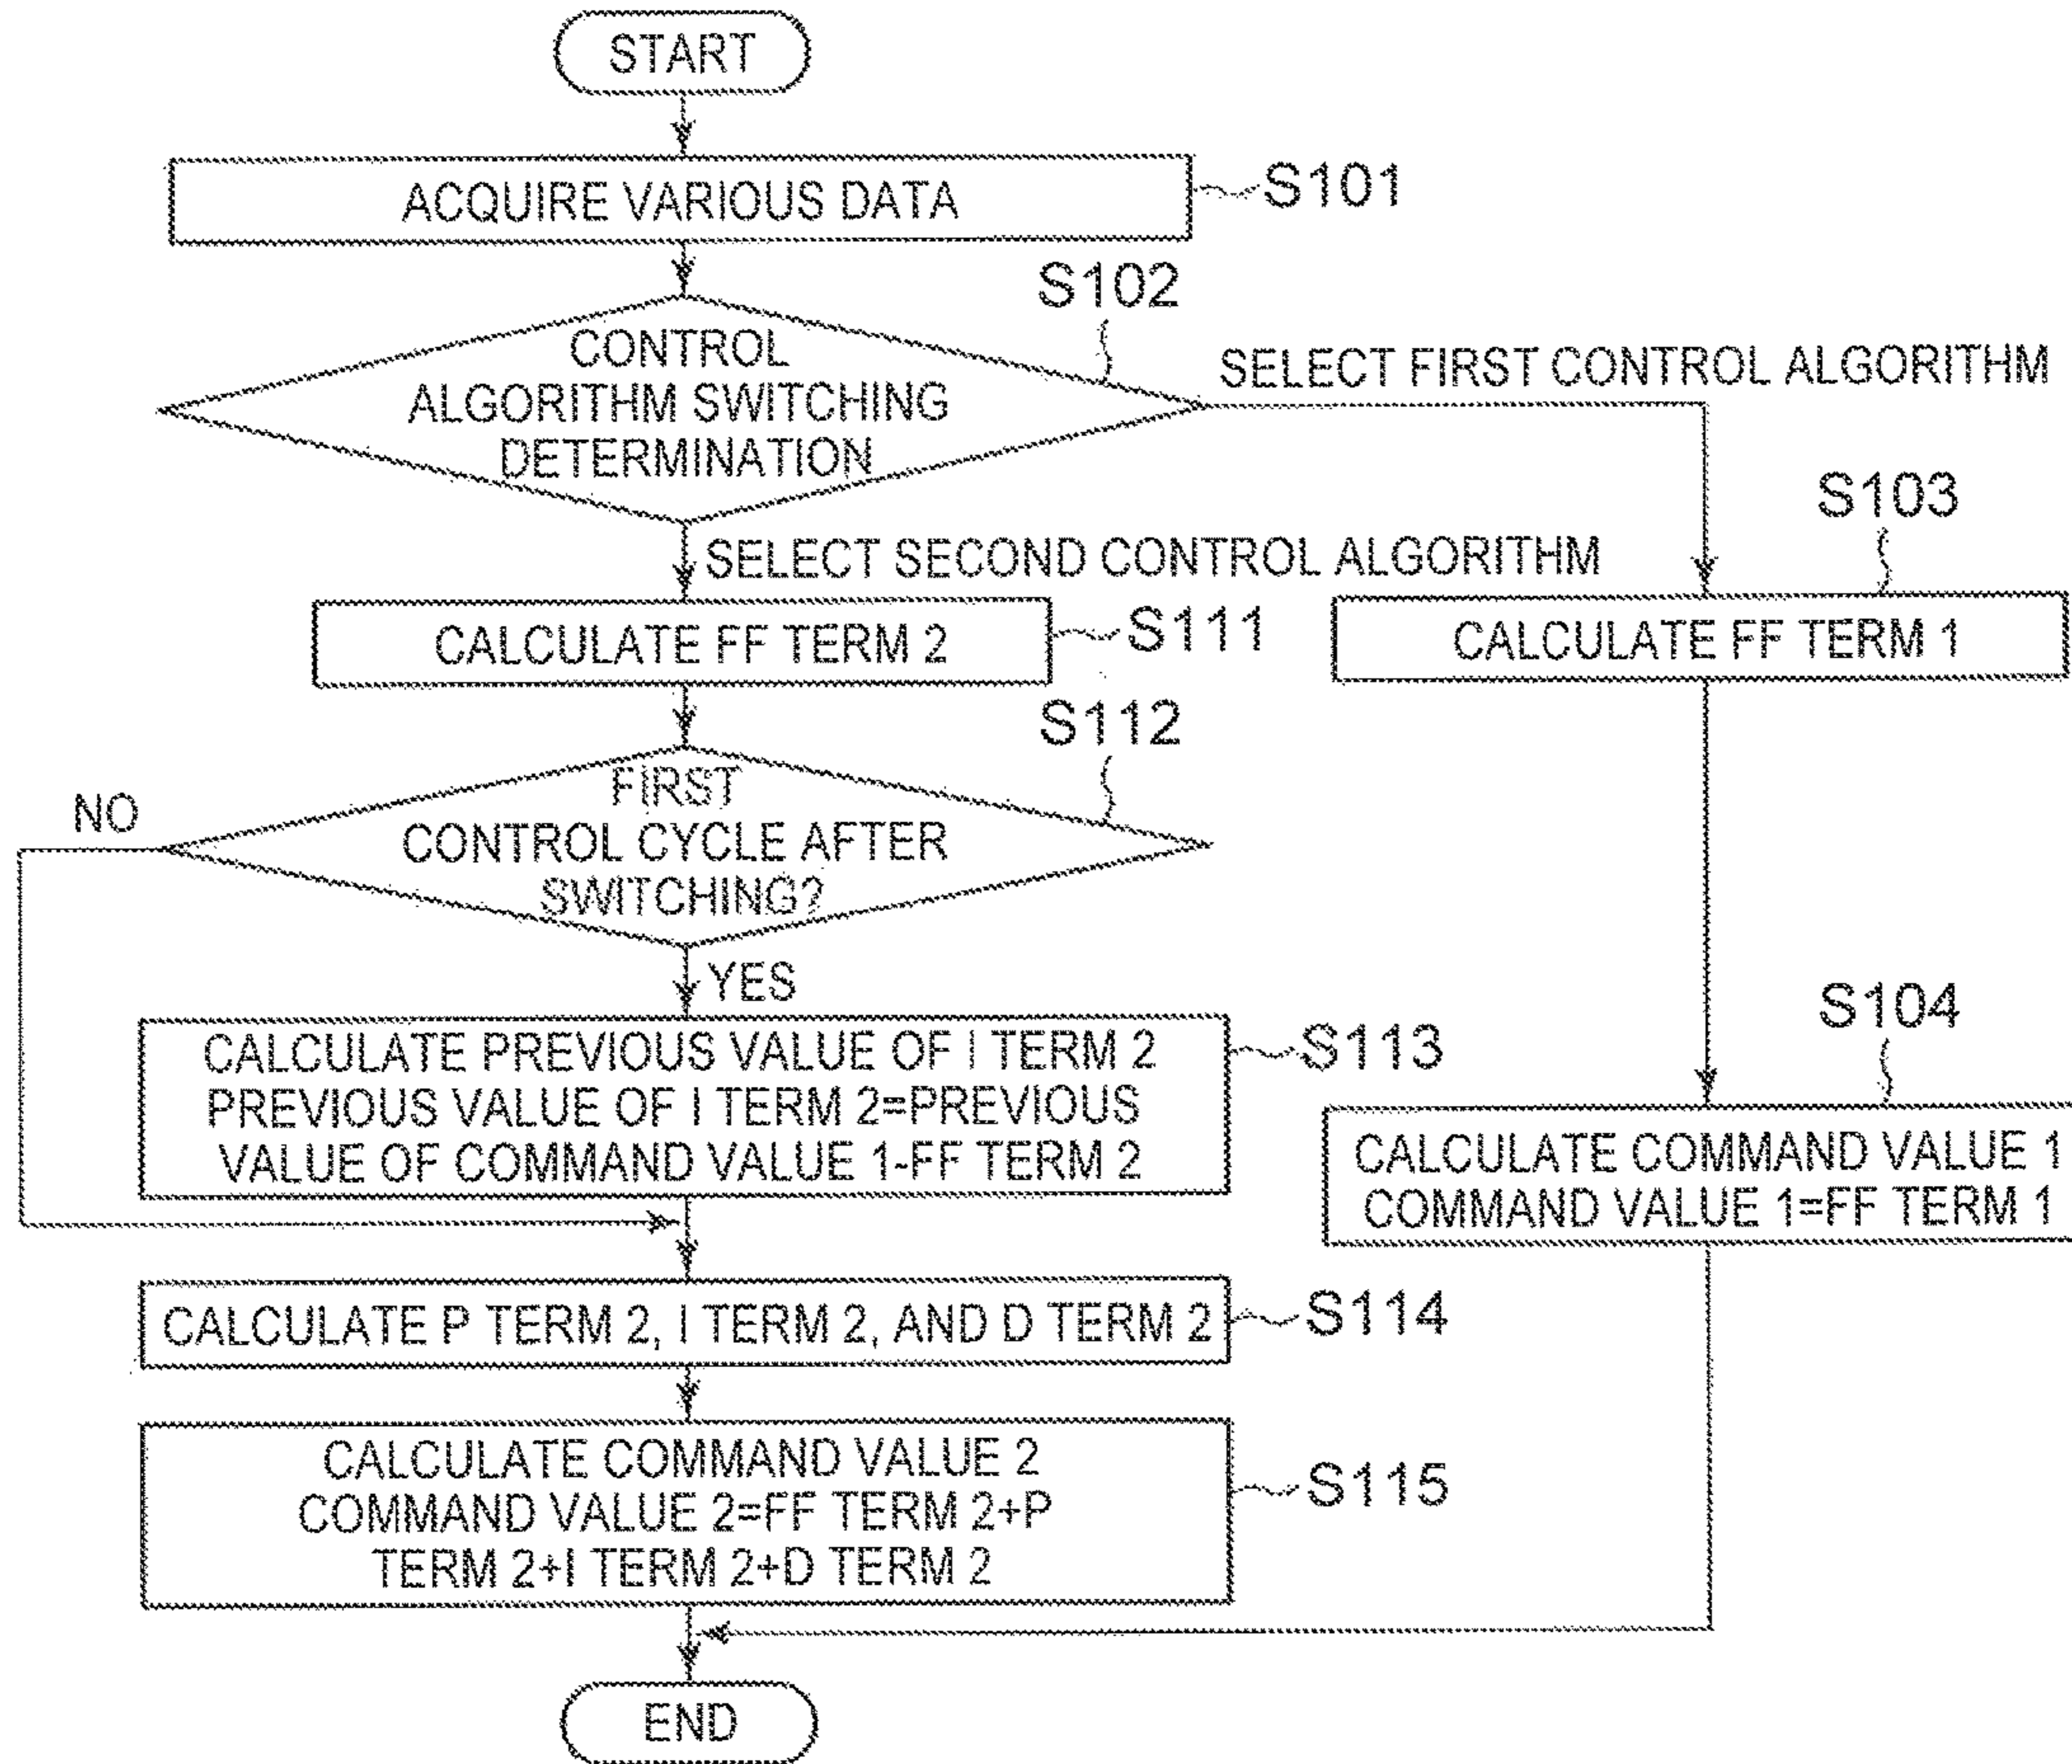 START
ACQUIRE VARIOUS DATA
S101
S102
CONTROL
ALGORITHM SWITCHING
DETERMINATION
SELECT FIRST CONTROL ALGORITHM
SELECT SECOND CONTROL ALGORITHM
S103
CALCULATE FF TERM 2
S111
CALCULATE FF TERM 1
S112
FIRST
CONTROL CYCLE AFTER
SWITCHING?
NO
YES
CALCULATE PREVIOUS VALUE OF I TERM 2
PREVIOUS VALUE OF I TERM 2=PREVIOUS
VALUE OF COMMAND VALUE 1-FF TERM 2
S113
S104
CALCULATE COMMAND VALUE 1
COMMAND VALUE 1=FF TERM 1
CALCULATE P TERM 2, I TERM 2, AND D TERM 2
S114
CALCULATE COMMAND VALUE 2
COMMAND VALUE 2=FF TERM 2+P
TERM 2+I TERM 2+D TERM 2
S115
END